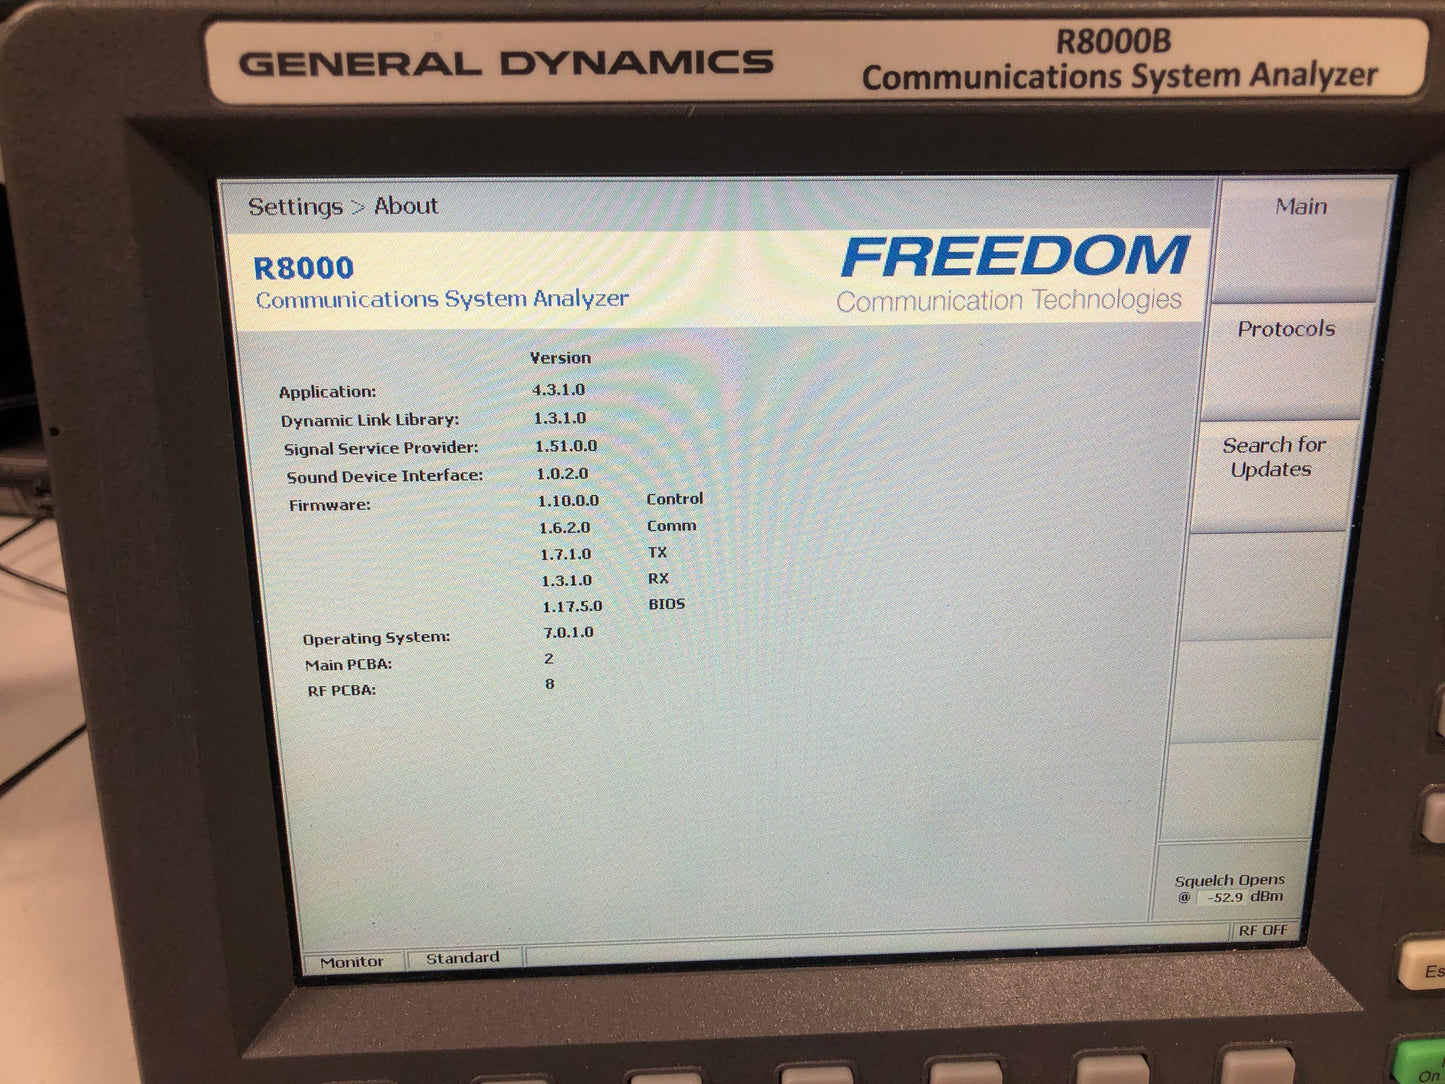 GENERAL DYNAMICS
R8000B
Communications System Analyzer
Settings > About
R8000
Communications System Analyzer
FREEDOM
Communication Technologies
Version
Application: 4.3.1.0
Dynamic Link Library: 1.3.1.0
Signal Service Provider: 1.51.0.0
Sound Device Interface: 1.0.2.0
Firmware: 1.10.0.0 Control
1.6.2.0 Comm
1.7.1.0 TX
1.3.1.0 RX
1.17.5.0 BIOS
Operating System: 7.0.1.0
Main PCBA: 2
RF PCBA: 8
Main
Protocols
Search for
Updates
Squelch Opens
@ -52.9 dBm
RF OFF
Monitor Standard
Es
On